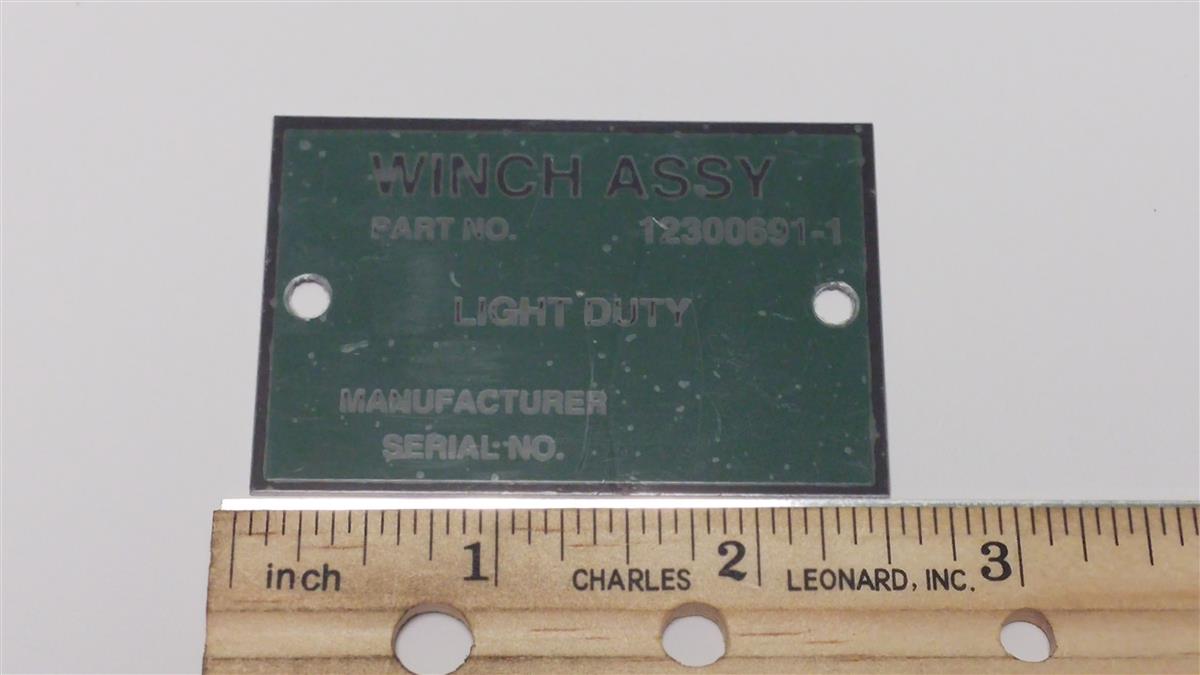 WINCH ASSY
PART NO. 12300691-1
LIGHT DUTY
MANUFACTURER
SERIAL NO.
inch 1 CHARLES 2 LEONARD, INC. 3